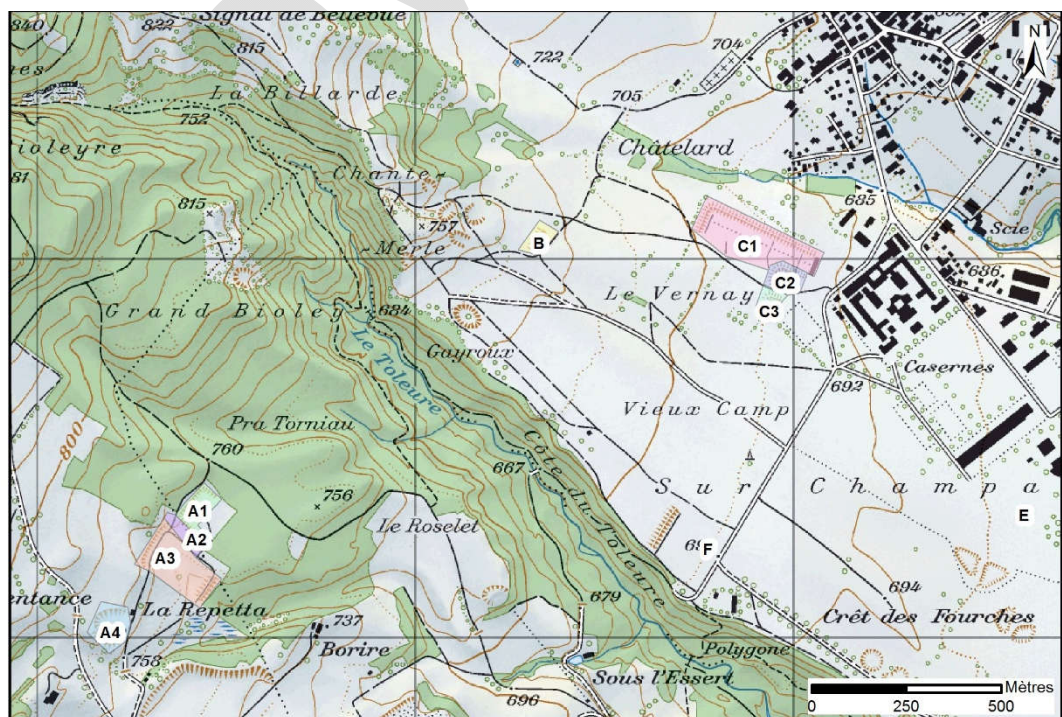 840
822
815
Signal de Bellevue
722
704
N
705
La Billarde
752
Châtelard
Chante-
815
757
-Merle
B
685
C1
Scie
C2
686
Le Vernay
C3
Grand Bioley
684
Le Toleure
Gayroux
Casernes
692
Vieux Camp
Pra Torniau
800
760
667
Côte du Toleure
756
Sur Champa
A1
Le Roselet
E
A2
F
A3
694
679
La Repetta
Crêt des Fourches
A4
737
Borire
Polygone
758
Sous l'Essert
696
Mètres
0 250 500